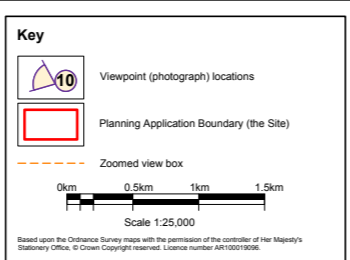 Key
10
Viewpoint (photograph) locations
Planning Application Boundary (the Site)
Zoomed view box
0km 0.5km 1km 1.5km
Scale 1:25,000
Based upon the Ordnance Survey maps with the permission of the controller of Her Majesty's
Stationery Office, © Crown Copyright reserved. Licence number AR100019096.